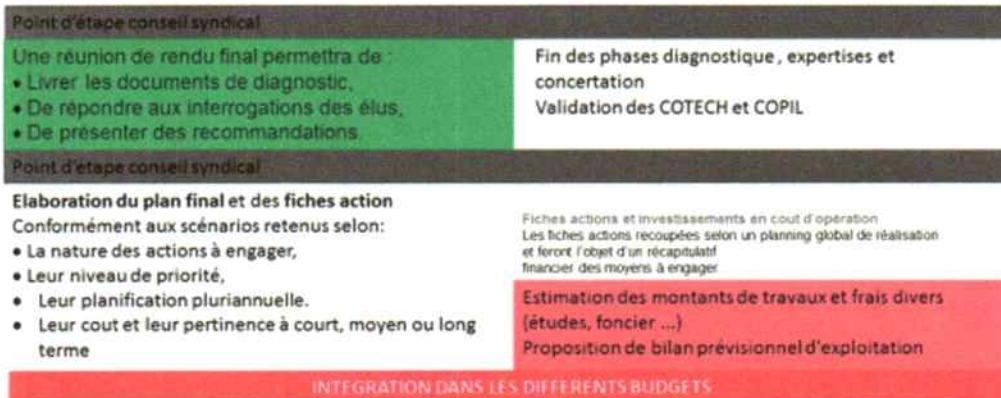 Point d'étape conseil syndical
Une réunion de rendu final permettra de :
• Livrer les documents de diagnostic,
• De répondre aux interrogations des élus,
• De présenter des recommandations
Fin des phases diagnostique, expertises et
concertation
Validation des COTECH et COPIL
Point d'étape conseil syndical
Elaboration du plan final et des fiches action
Conformément aux scénarios retenus selon:
• La nature des actions à engager,
• Leur niveau de priorité,
• Leur planification pluriannuelle.
• Leur cout et leur pertinence à court, moyen ou long
terme
Fiches actions et investissements en cout d'opération
Les fiches actions recoupées selon un planning global de réalisation
et feront l'objet d'un récapitulatif
financier des moyens à engager
Estimation des montants de travaux et frais divers
(études, foncier ...)
Proposition de bilan prévisionnel d'exploitation
INTEGRATION DANS LES DIFFERENTS BUDGETS